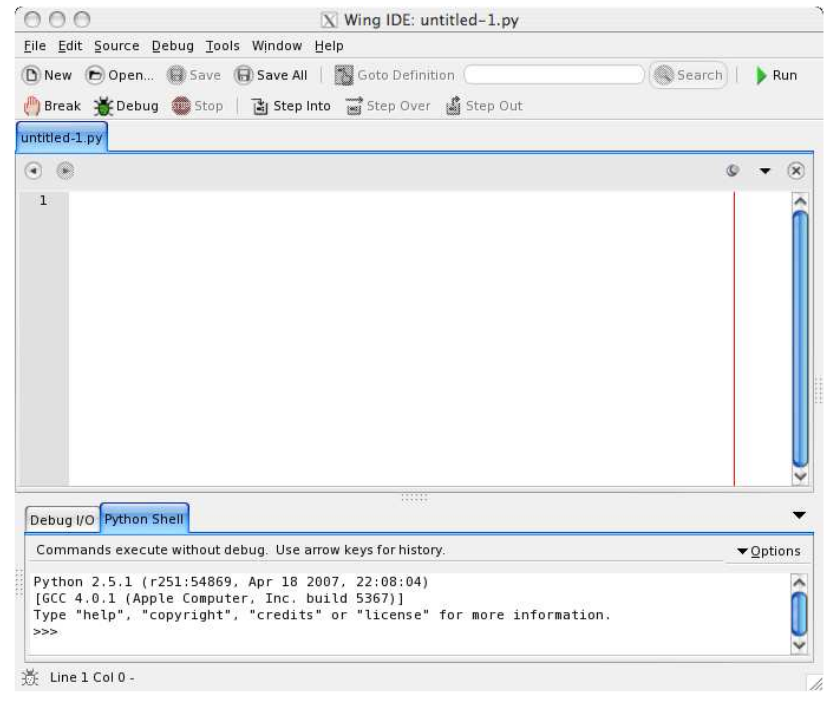 Wing IDE: untitled-1.py
File Edit Source Debug Tools Window Help
New Open... Save Save All Goto Definition Search Run
Break Debug Stop Step Into Step Over Step Out
untitled-1.py
1
Debug I/O Python Shell
Commands execute without debug. Use arrow keys for history. Options
Python 2.5.1 (r251:54869, Apr 18 2007, 22:08:04)
[GCC 4.0.1 (Apple Computer, Inc. build 5367)]
Type "help", "copyright", "credits" or "license" for more information.
>>>
Line 1 Col 0 -